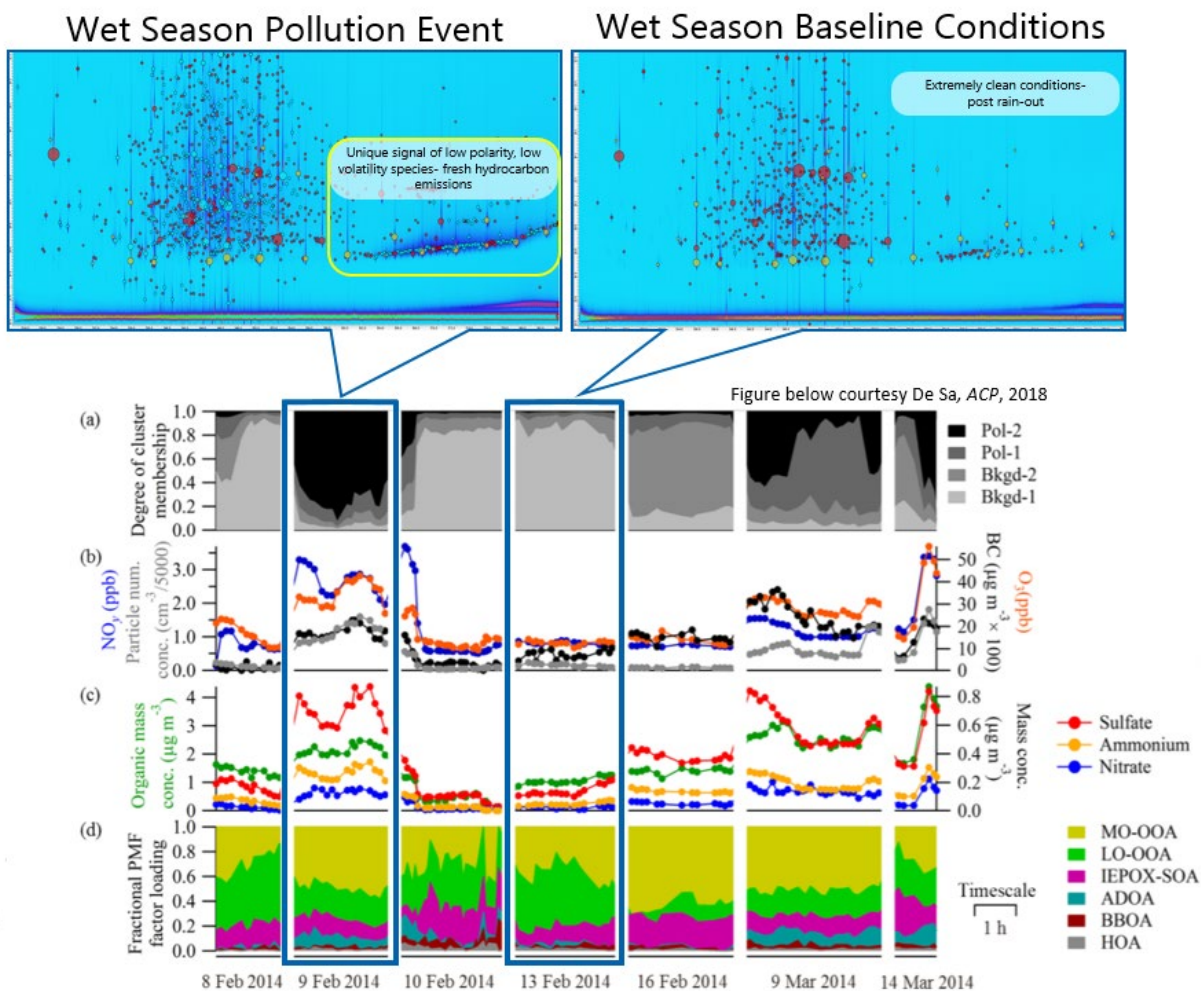 Wet Season Pollution Event
Wet Season Baseline Conditions
Unique signal of low polarity, low
volatility species- fresh hydrocarbon
emissions
Extremely clean conditions-
post rain-out
Figure below courtesy De Sa, ACP, 2018
(a)
Degree of cluster
membership
1.0
0.8
0.6
0.4
0.2
0.0
Pol-2
Pol-1
Bkgd-2
Bkgd-1
(b)
NOy (ppb)
Particle num.
conc. (cm-3/5000)
3.0
2.0
1.0
0.0
50
40
30
20
10
0
BC (μg m-3 × 100)
O3(ppb)
(c)
Organic mass
conc. (μg m-3)
4
3
2
1
0
0.8
0.6
0.4
0.2
0.0
Mass conc.
(μg m-3)
Sulfate
Ammonium
Nitrate
(d)
Fractional PMF
factor loading
1.0
0.8
0.6
0.4
0.2
0.0
Timescale
1 h
MO-OOA
LO-OOA
IEPOX-SOA
ADOA
BBOA
HOA
8 Feb 2014
9 Feb 2014
10 Feb 2014
13 Feb 2014
16 Feb 2014
9 Mar 2014
14 Mar 2014